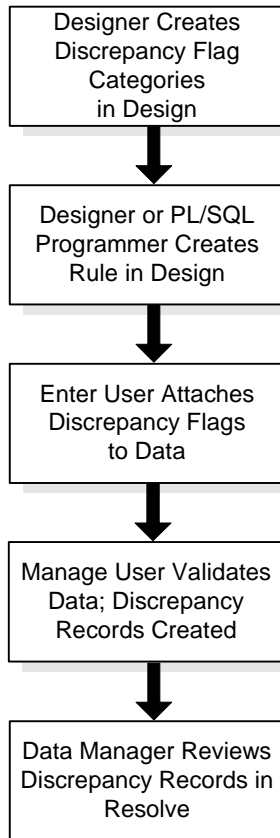 Designer Creates
Discrepancy Flag
Categories
in Design
Designer or PL/SQL
Programmer Creates
Rule in Design
Enter User Attaches
Discrepancy Flags
to Data
Manage User Validates
Data; Discrepancy
Records Created
Data Manager Reviews
Discrepancy Records in
Resolve